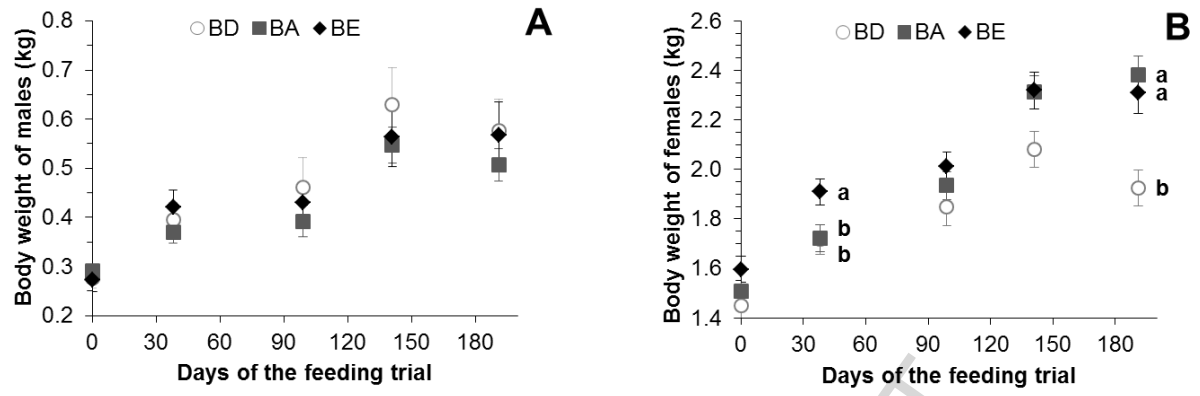 A
BD BA BE
Body weight of males (kg)
0.8
0.7
0.6
0.5
0.4
0.3
0.2
0 30 60 90 120 150 180
Days of the feeding trial
B
BD BA BE
Body weight of females (kg)
2.6
2.4
2.2
2.0
1.8
1.6
1.4
a
b
b
a
a
b
0 30 60 90 120 150 180
Days of the feeding trial